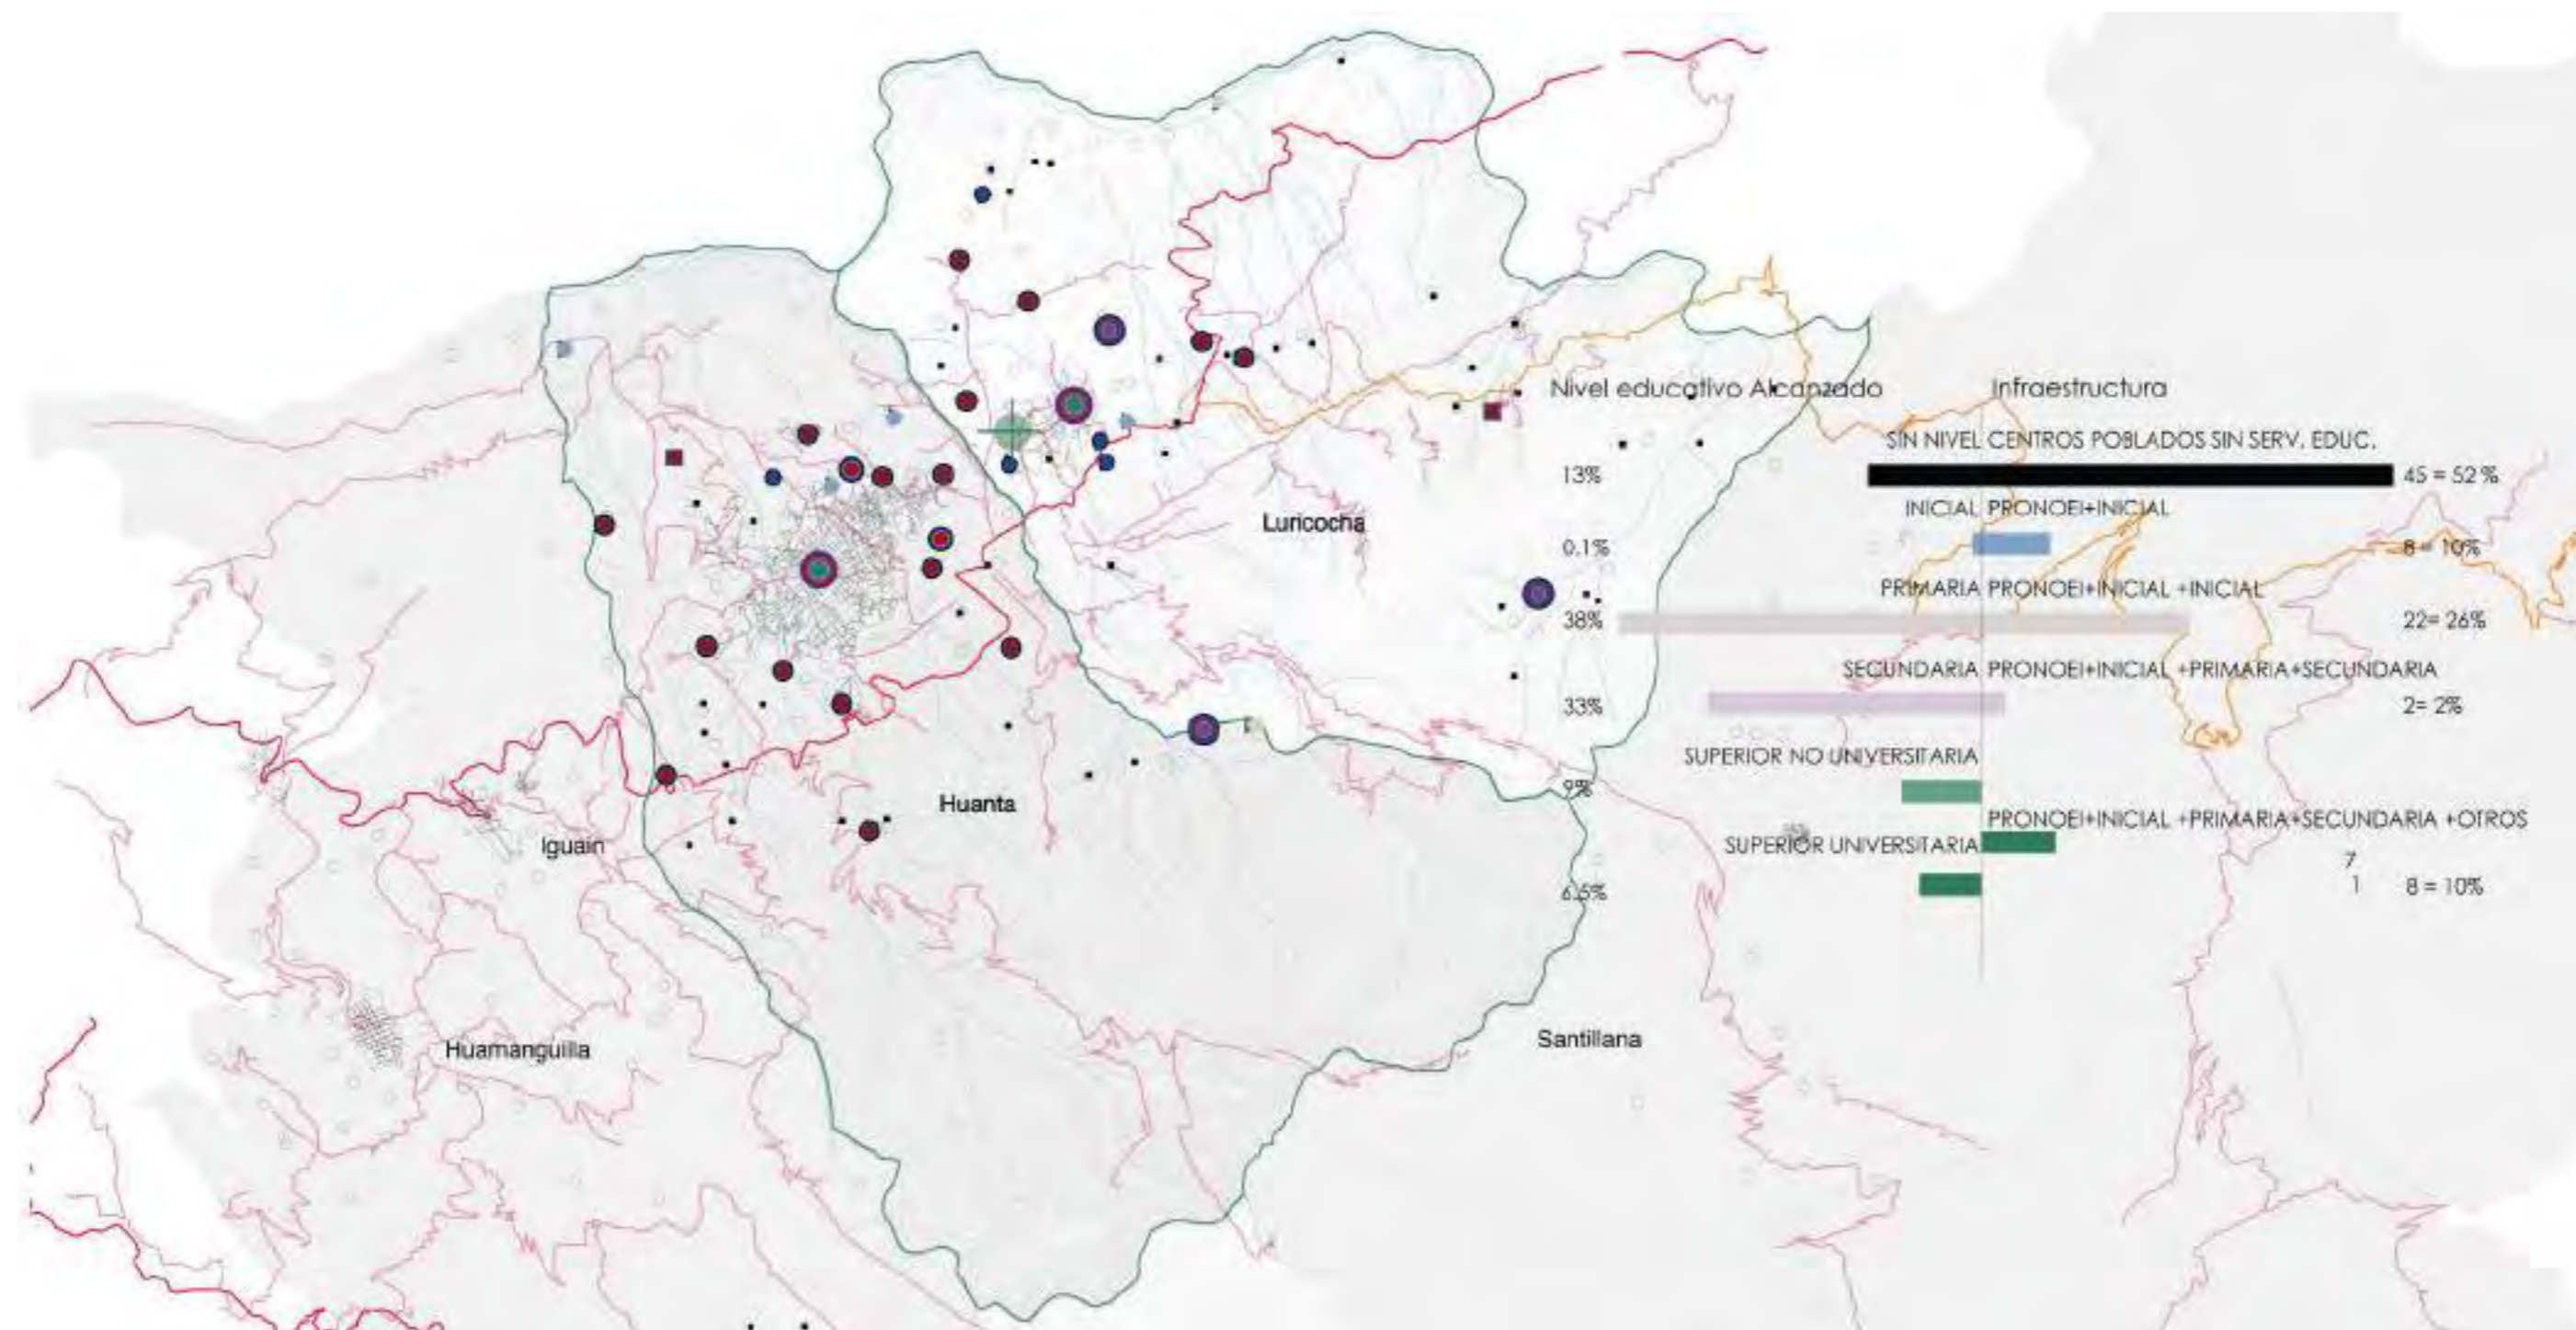 Nivel educativo Alcanzado
Infraestructura
SIN NIVEL CENTROS POBLADOS SIN SERV. EDUC.
13%
45 = 52 %
INICIAL PRONOEI+INICIAL
0.1%
8 = 10%
PRIMARIA PRONOEI+INICIAL +INICIAL
38%
22= 26%
SECUNDARIA PRONOEI+INICIAL +PRIMARIA+SECUNDARIA
33%
2= 2%
SUPERIOR NO UNIVERSITARIA
9%
PRONOEI+INICIAL +PRIMARIA+SECUNDARIA +OTROS
SUPERIOR UNIVERSITARIA
7
6.5%
1
8 = 10%
Luricocha
Huanta
Iguain
Huamanguilla
Santillana